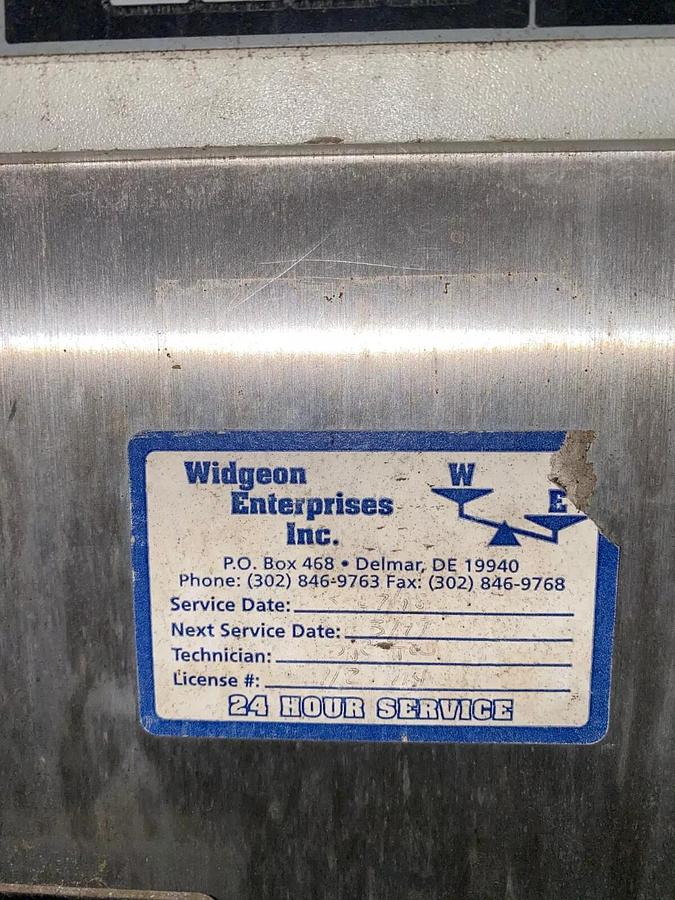 Widgeon
Enterprises
Inc.
W
E
P.O. Box 468 • Delmar, DE 19940
Phone: (302) 846-9763 Fax: (302) 846-9768
Service Date:
Next Service Date:
Technician:
License #:
24 HOUR SERVICE